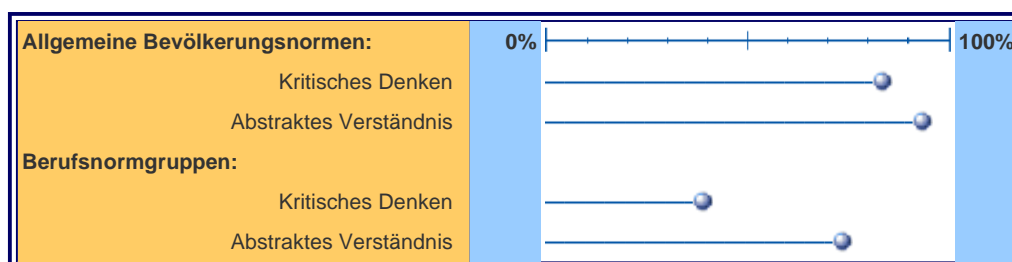 Allgemeine Bevölkerungsnormen: 0% 100%
Kritisches Denken
Abstraktes Verständnis
Berufsnormgruppen:
Kritisches Denken
Abstraktes Verständnis